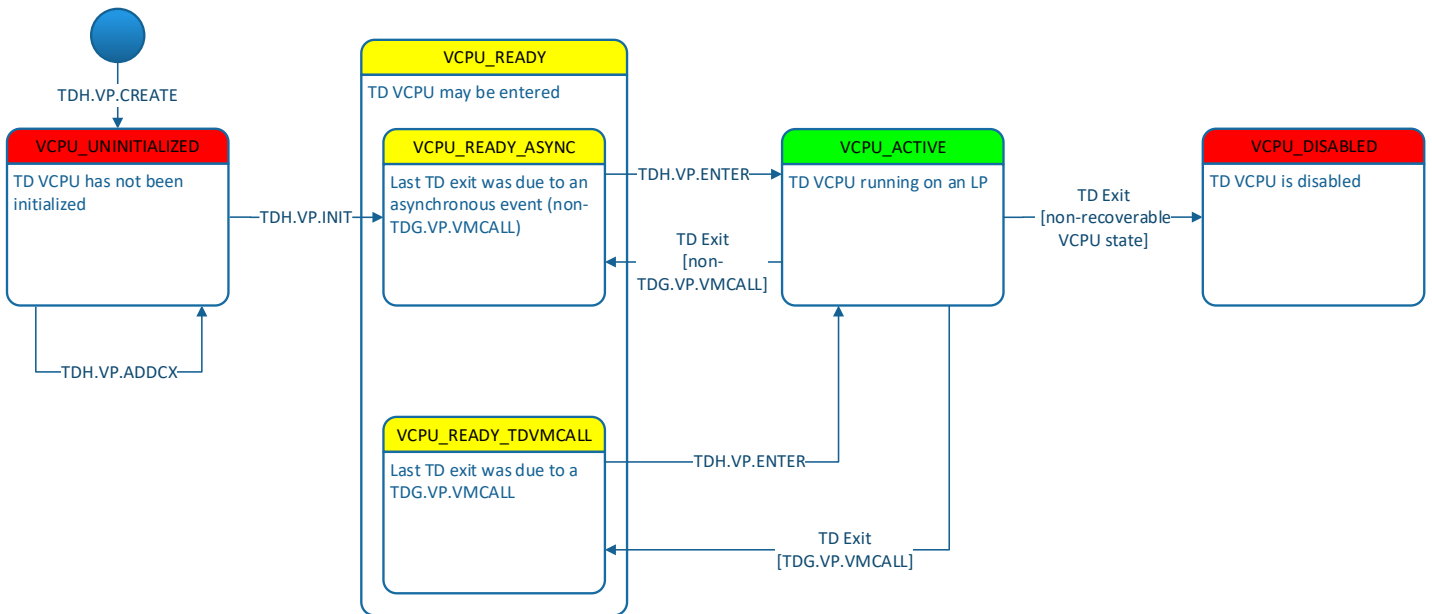 TDH.VP.CREATE
VCPU_UNINITIALIZED
TD VCPU has not been
initialized
TDH.VP.ADDCX
TDH.VP.INIT
VCPU_READY
TD VCPU may be entered
VCPU_READY_ASYNC
Last TD exit was due to an
asynchronous event (non-
TDG.VP.VMCALL)
VCPU_READY_TDVMCALL
Last TD exit was due to a
TDG.VP.VMCALL
TDH.VP.ENTER
TD Exit
[non-
TDG.VP.VMCALL]
TDH.VP.ENTER
TD Exit
[TDG.VP.VMCALL]
VCPU_ACTIVE
TD VCPU running on an LP
TD Exit
[non-recoverable
VCPU state]
VCPU_DISABLED
TD VCPU is disabled